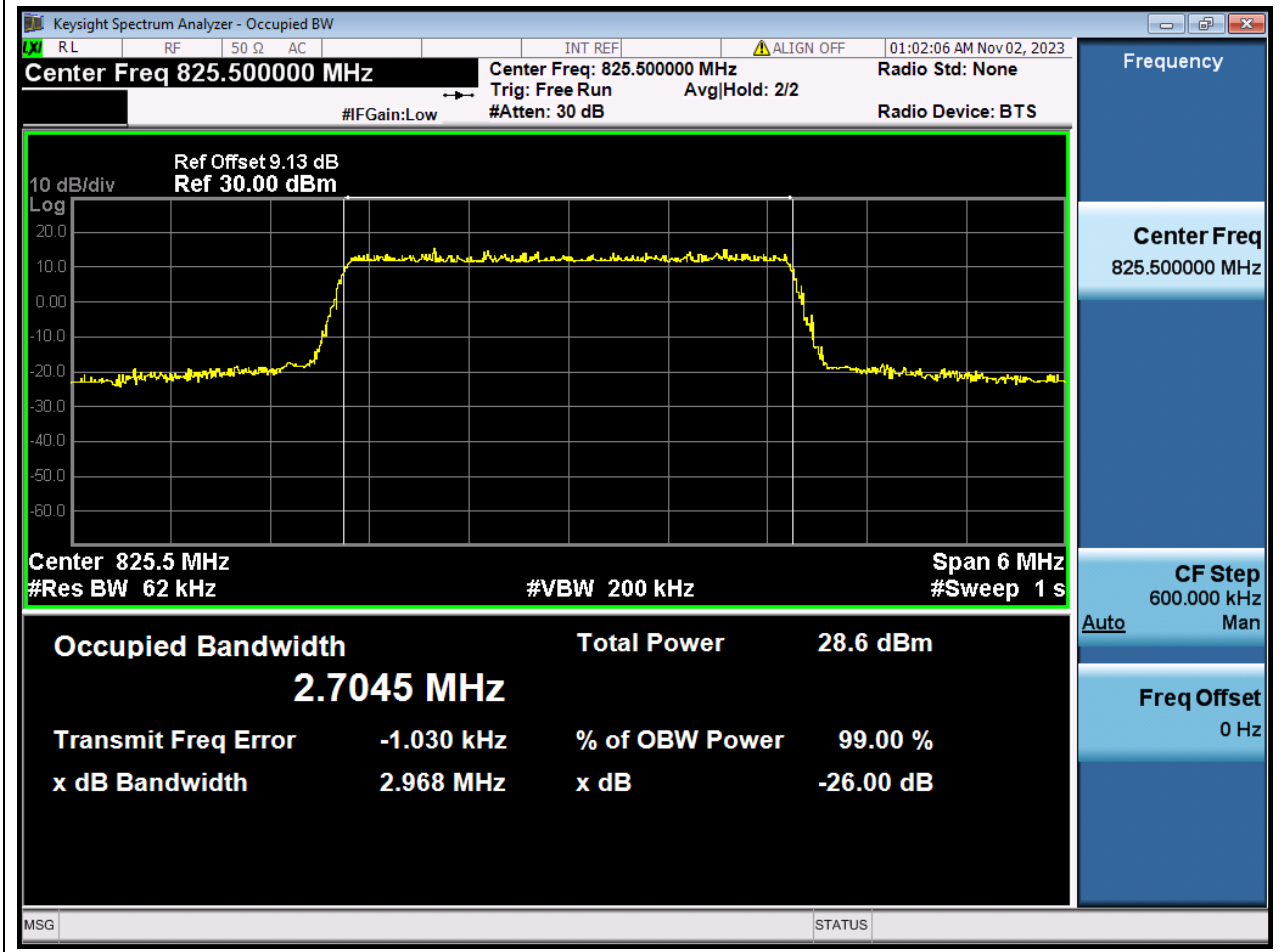 Keysight Spectrum Analyzer - Occupied BW
LXI RL RF 50 Ω AC INT REF ALIGN OFF 01:02:06 AM Nov 02, 2023
Center Freq 825.500000 MHz
Center Freq: 825.500000 MHz
Radio Std: None
Trig: Free Run Avg|Hold: 2/2
#IFGain:Low
#Atten: 30 dB
Radio Device: BTS
Ref Offset 9.13 dB
10 dB/div Ref 30.00 dBm
Log
20.0
10.0
0.00
-10.0
-20.0
-30.0
-40.0
-50.0
-60.0
Center 825.5 MHz Span 6 MHz
#Res BW 62 kHz #VBW 200 kHz #Sweep 1 s
Occupied Bandwidth Total Power 28.6 dBm
2.7045 MHz
Transmit Freq Error -1.030 kHz % of OBW Power 99.00 %
x dB Bandwidth 2.968 MHz x dB -26.00 dB
Frequency
Center Freq
825.500000 MHz
CF Step
600.000 kHz
Auto Man
Freq Offset
0 Hz
MSG STATUS